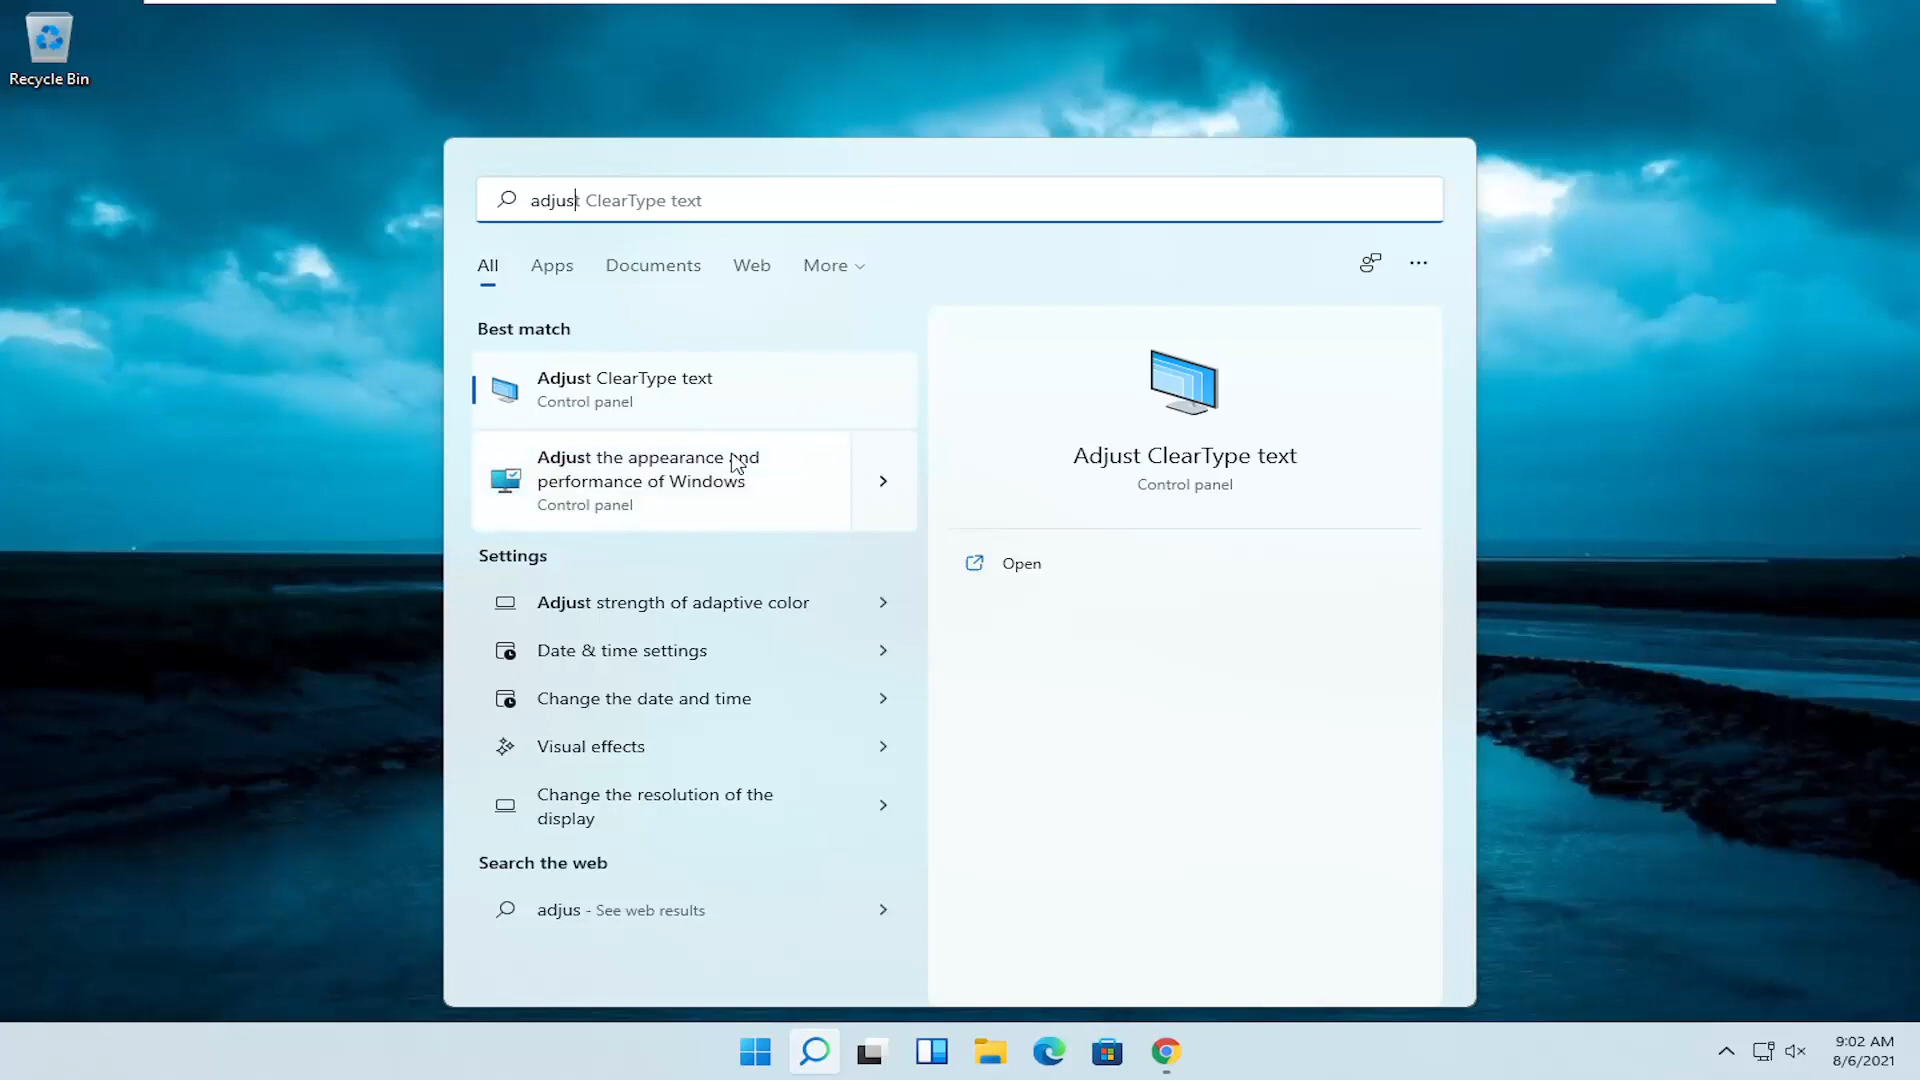 Recycle Bin
adjust ClearType text
All Apps Documents Web More
Best match
Adjust ClearType text
Control panel
Adjust the appearance and
performance of Windows
Control panel
Settings
Adjust strength of adaptive color
Date & time settings
Change the date and time
Visual effects
Change the resolution of the
display
Search the web
adjus - See web results
Adjust ClearType text
Control panel
Open
9:02 AM
8/6/2021